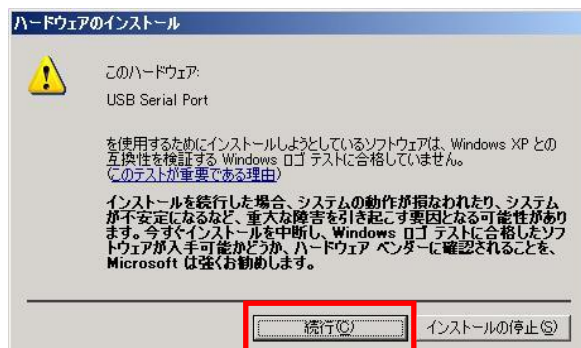 ハードウェアのインストール
このハードウェア:
USB Serial Port
を使用するためにインストールしようとしているソフトウェアは、Windows XP との
互換性を検証する Windows ロゴ テストに合格していません。
(このテストが重要である理由)
インストールを続行した場合、システムの動作が損なわれたり、システム
が不安定になるなど、重大な障害を引き起こす要因となる可能性があり
ます。今すぐインストールを中断し、Windows ロゴ テストに合格したソフ
トウェアが入手可能かどうか、ハードウェア ベンダーに確認されることを、
Microsoft は強くお勧めします。
続行(C) インストールの停止(S)